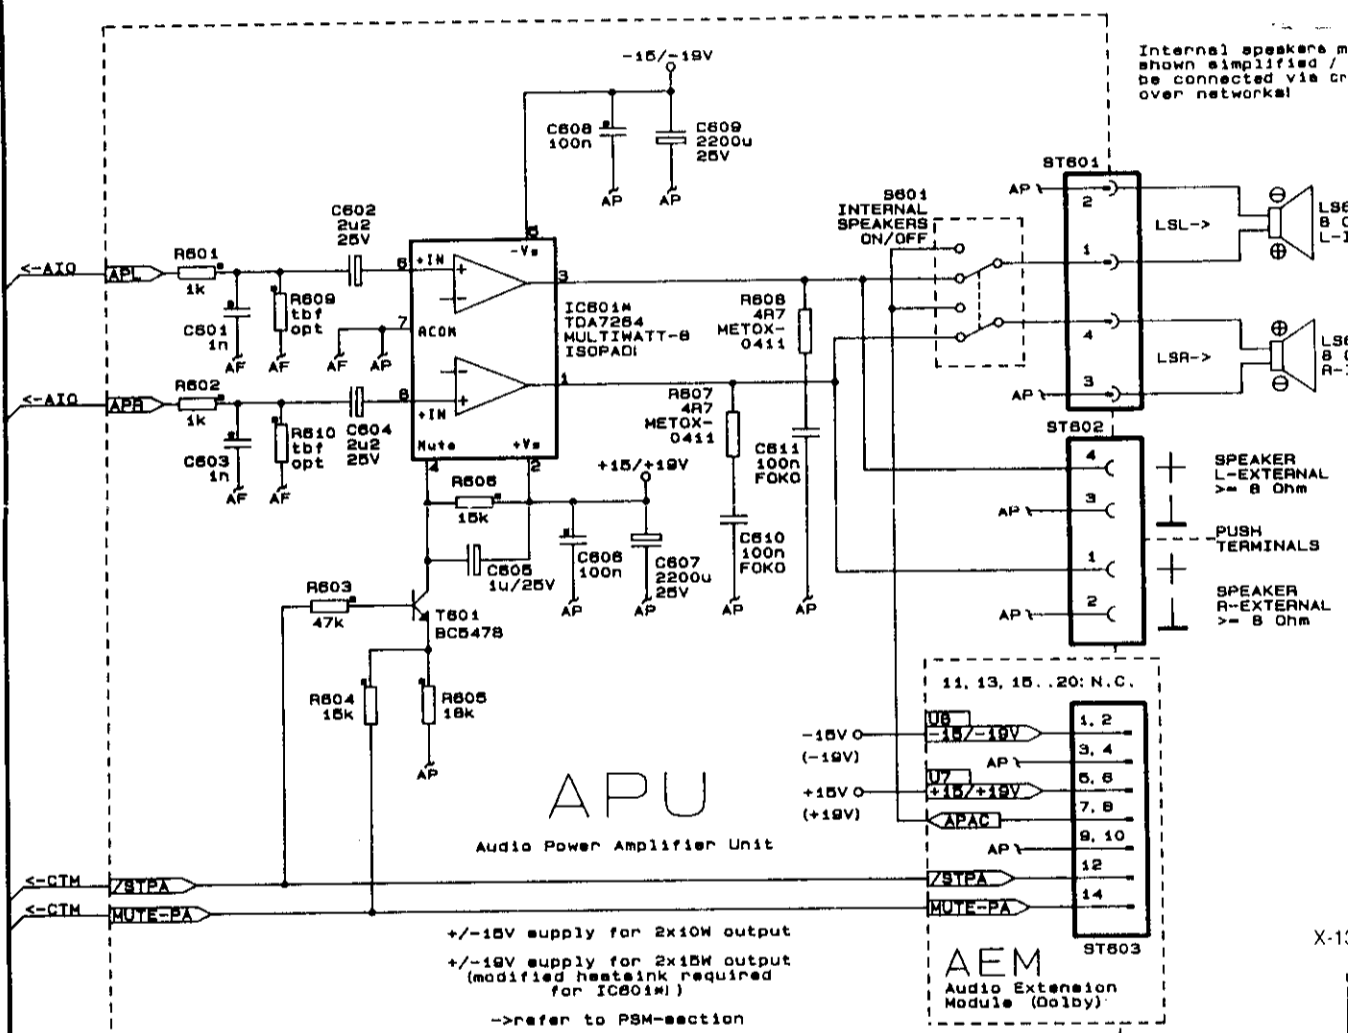 -15/-19V
Internal speakers m
shown simplified /
be connected via cr
over networks!
C608
100n
C609
2200u
25V
AP
AP
ST601
AP
2
LSL->
LS6
L-I
S601
INTERNAL
SPEAKERS
ON/OFF
C602
2u2
25V
5
-Vs
<-AIO
APL
R601
1k
6
+IN
3
1
C601
1n
R609
tbf
opt
7
ACOM
IC601*
TDA7264
MULTIWATT-8
ISOPAD!
R608
4R7
METOX-
0411
4
AF
AF
AF
AP
LSR->
LS6
R-I
<-AIO
APR
R602
1k
8
+IN
1
AP
3
C603
1n
R610
tbf
opt
C604
2u2
25V
Mute
+Vs
R607
4R7
METOX-
0411
ST602
4
2
+15/+19V
C611
100n
FOKO
4
SPEAKER
L-EXTERNAL
>= 8 Ohm
AF
AF
R606
15k
AP
3
C605
1u/25V
C606
100n
C607
2200u
25V
C610
100n
FOKO
PUSH
TERMINALS
1
R603
47k
T601
BC547B
AP
AP
AP
AP
AP
2
SPEAKER
R-EXTERNAL
>= 8 Ohm
R604
15k
R605
18k
AP
11, 13, 15..20: N.C.
-15V
(-19V)
U6
-15/-19V
1, 2
AP
3, 4
+15V
(+19V)
U7
+15/+19V
5, 6
APAC
7, 8
AP
9, 10
APU
Audio Power Amplifier Unit
<-CTM
/STPA
/STPA
12
<-CTM
MUTE-PA
MUTE-PA
14
ST603
+/-15V supply for 2x10W output
+/-19V supply for 2x15W output
(modified heatsink required
for IC601*!)
->refer to PSM-section
AEM
Audio Extension
Module (Dolby)
X-13